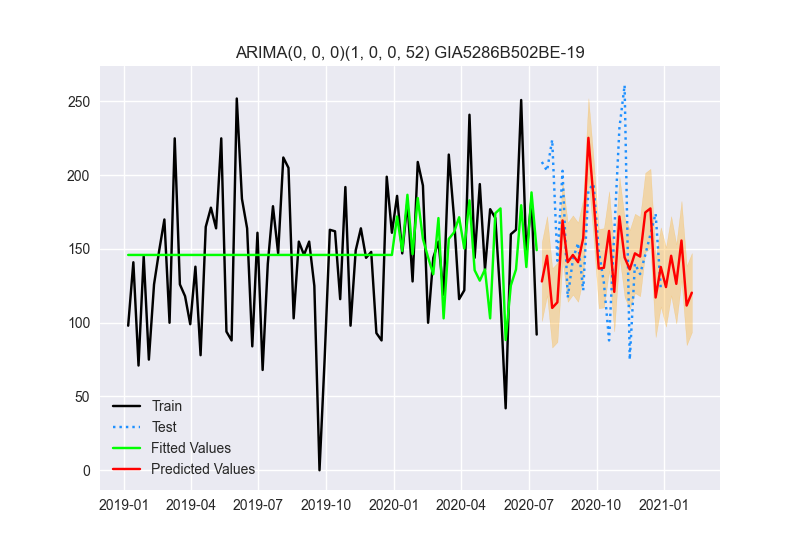 ARIMA(0, 0, 0)(1, 0, 0, 52) GIA5286B502BE-19
250
200
150
100
50
0
Train
Test
Fitted Values
Predicted Values
2019-01 2019-04 2019-07 2019-10 2020-01 2020-04 2020-07 2020-10 2021-01